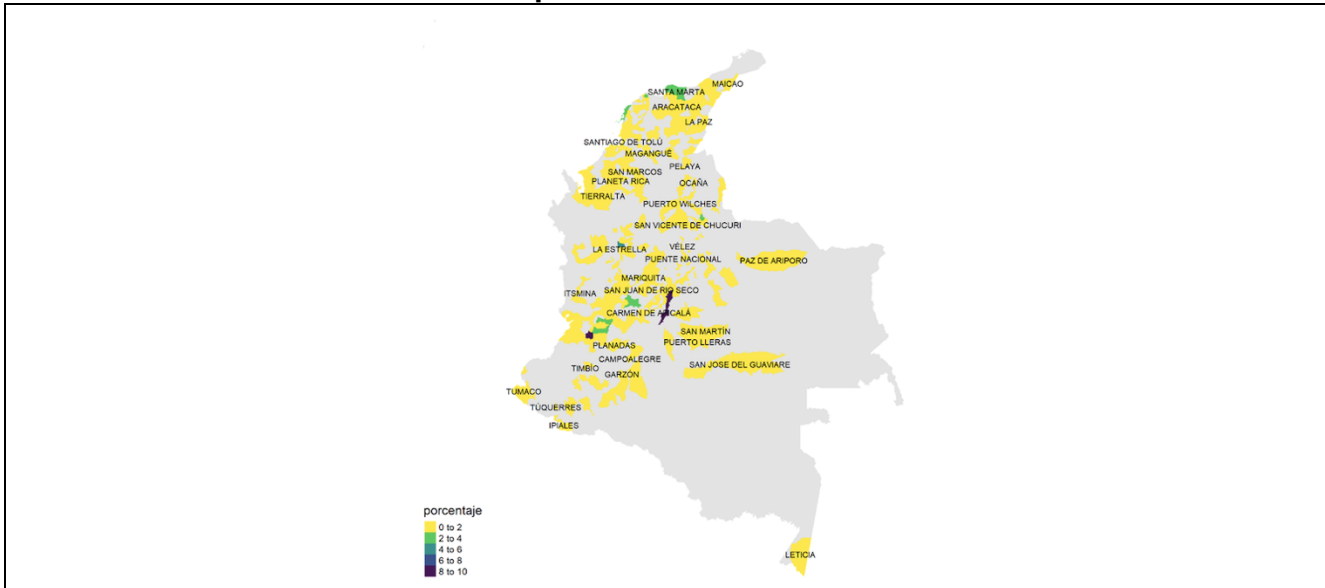 MAICAO
SANTA MARTA
ARACATACA
LA PAZ
SANTIAGO DE TOLÚ
MAGANGUÉ
PELAYA
SAN MARCOS
PLANETA RICA
OCAÑA
TIERRALTA
PUERTO WILCHES
SAN VICENTE DE CHUCURI
LA ESTRELLA
VÉLEZ
PUENTE NACIONAL
PAZ DE ARIPORO
MARIQUITA
ITSMINA
SAN JUAN DE RIO SECO
CARMEN DE APICALÁ
SAN MARTÍN
PUERTO LLERAS
PLANADAS
CAMPOALEGRE
SAN JOSE DEL GUAVIARE
TIMBÍO
GARZÓN
TUMACO
TÚQUERRES
IPIALES
porcentaje
0 to 2
2 to 4
4 to 6
6 to 8
8 to 10
LETICIA